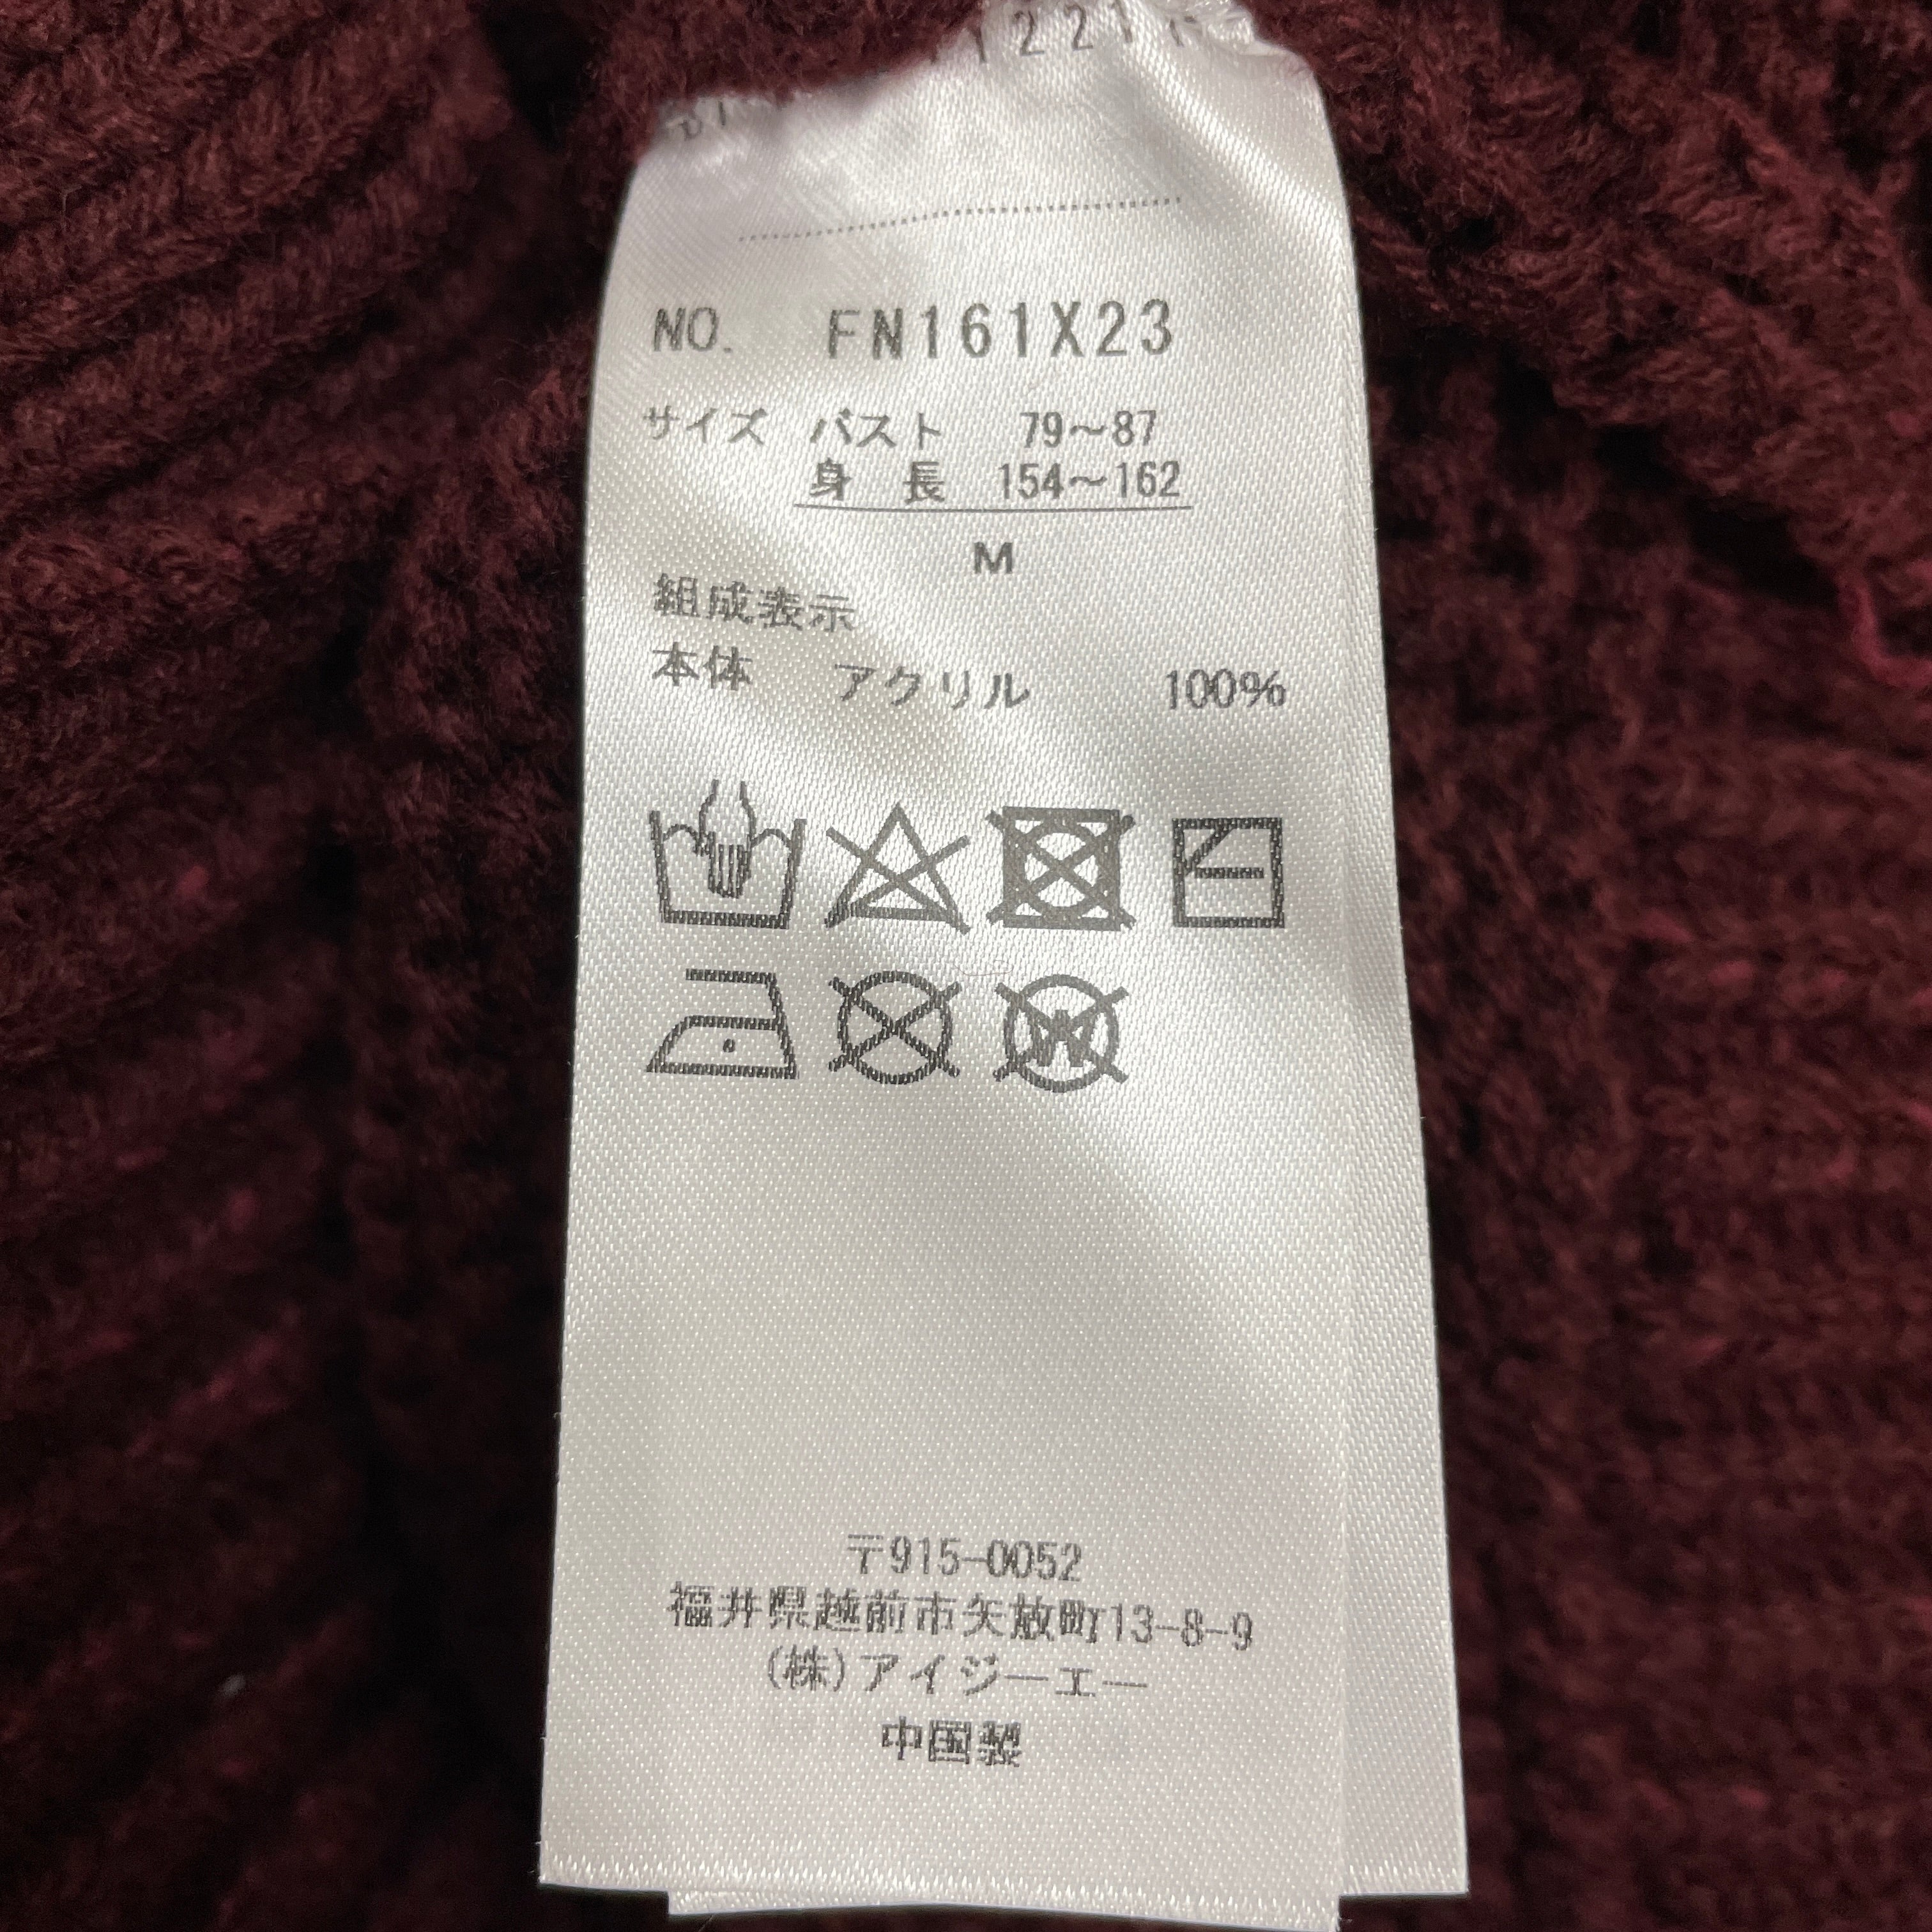 1221
NO. FN161X23
サイズ バスト 79～87
身 長 154～162
M
組成表示
本体 アクリル 100%
W
〒915-0052
福井県越前市矢放町13-8-9
(株)アイジーエー
中国製